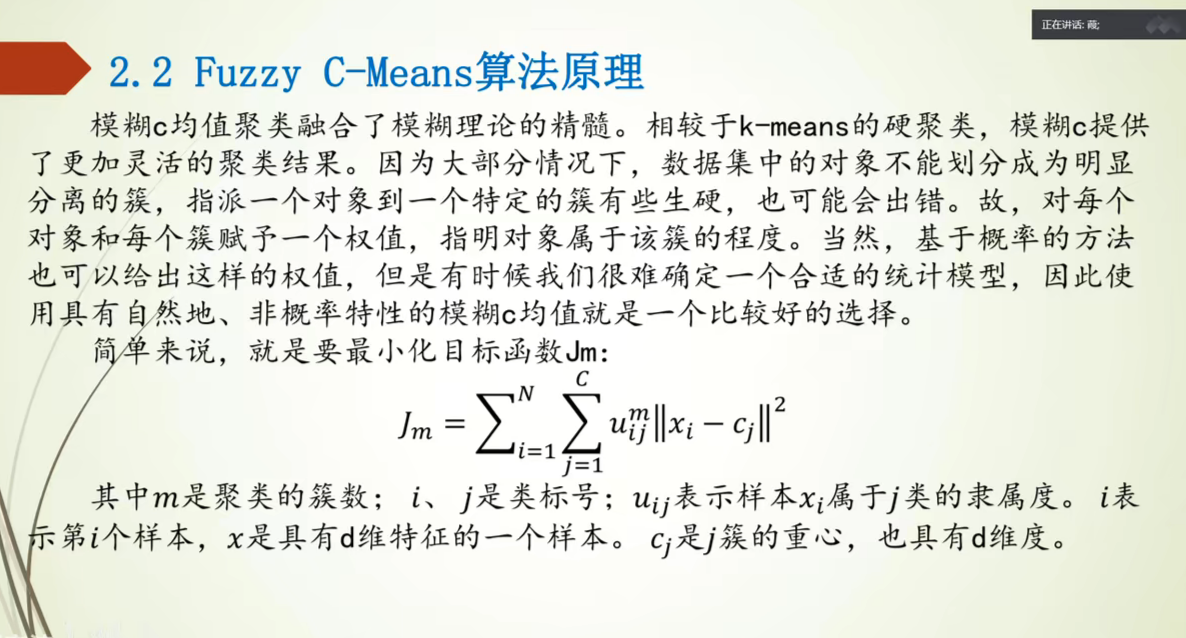 正在讲话: 葭;
2.2 Fuzzy C-Means算法原理
模糊c均值聚类融合了模糊理论的精髓。相较于k-means的硬聚类，模糊c提供
了更加灵活的聚类结果。因为大部分情况下，数据集中的对象不能划分成为明显
分离的簇，指派一个对象到一个特定的簇有些生硬，也可能会出错。故，对每个
对象和每个簇赋予一个权值，指明对象属于该簇的程度。当然，基于概率的方法
也可以给出这样的权值，但是有时候我们很难确定一个合适的统计模型，因此使
用具有自然地、非概率特性的模糊c均值就是一个比较好的选择。
简单来说，就是要最小化目标函数Jm：
J_m = ∑_{i=1}^{N} ∑_{j=1}^{C} u_{ij}^{m} ‖x_i − c_j‖^2
其中m是聚类的簇数；i、j是类标号；u_{ij}表示样本x_i属于j类的隶属度。i表
示第i个样本，x是具有d维特征的一个样本。c_j是j簇的重心，也具有d维度。